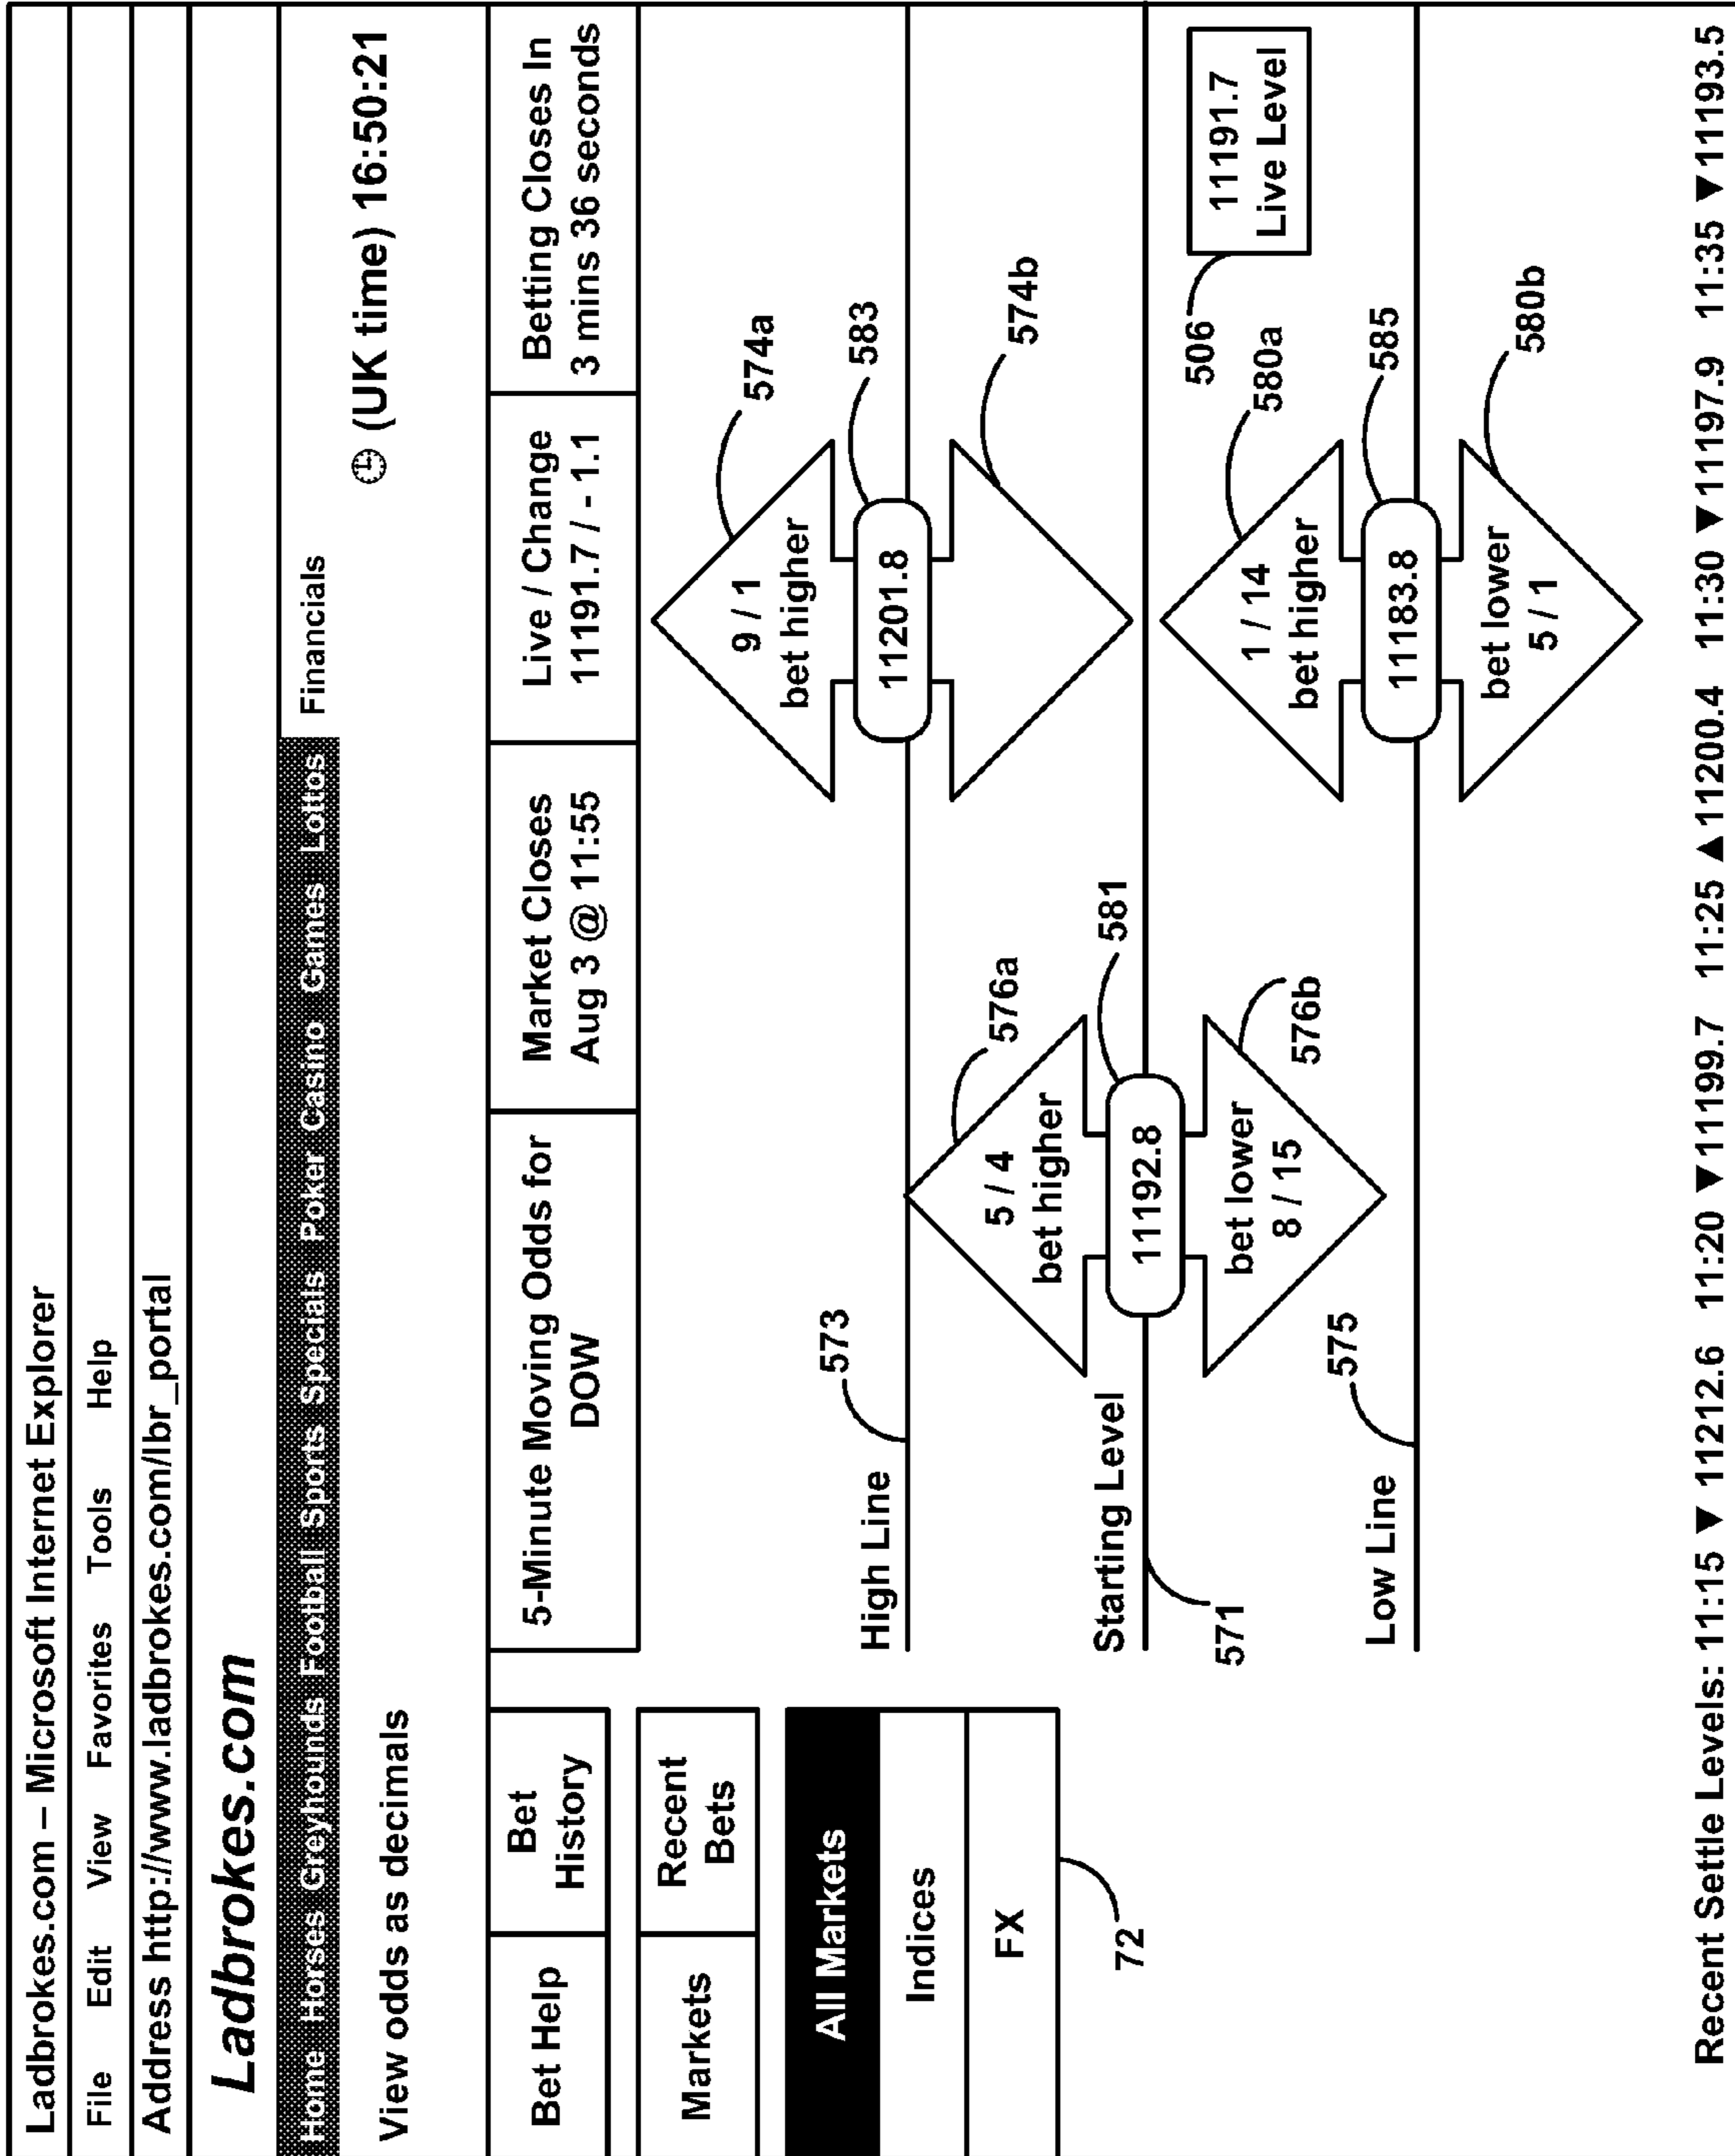 Ladbrokes.com – Microsoft Internet Explorer
File Edit View Favorites Tools Help
Address http://www.ladbrokes.com/lbr_portal
Ladbrokes.com
Home Horses Greyhounds Football Sports Specials Poker Casino Games Lottos Financials
View odds as decimals
(UK time) 16:50:21
Bet Help
Bet
History
Markets
Recent
Bets
All Markets
Indices
FX
72
5-Minute Moving Odds for
DOW
Market Closes
Aug 3 @ 11:55
Live / Change
11191.7 / - 1.1
Betting Closes In
3 mins 36 seconds
573
High Line
9 / 1
bet higher
574a
11201.8
583
574b
5 / 4
bet higher
576a
Starting Level
571
11192.8
581
bet lower
8 / 15
576b
11191.7
Live Level
506
1 / 14
bet higher
580a
575
Low Line
11183.8
585
bet lower
5 / 1
580b
Recent Settle Levels: 11:15 ▼ 11212.6 11:20 ▼11199.7 11:25 ▲11200.4 11:30 ▼11197.9 11:35 ▼11193.5